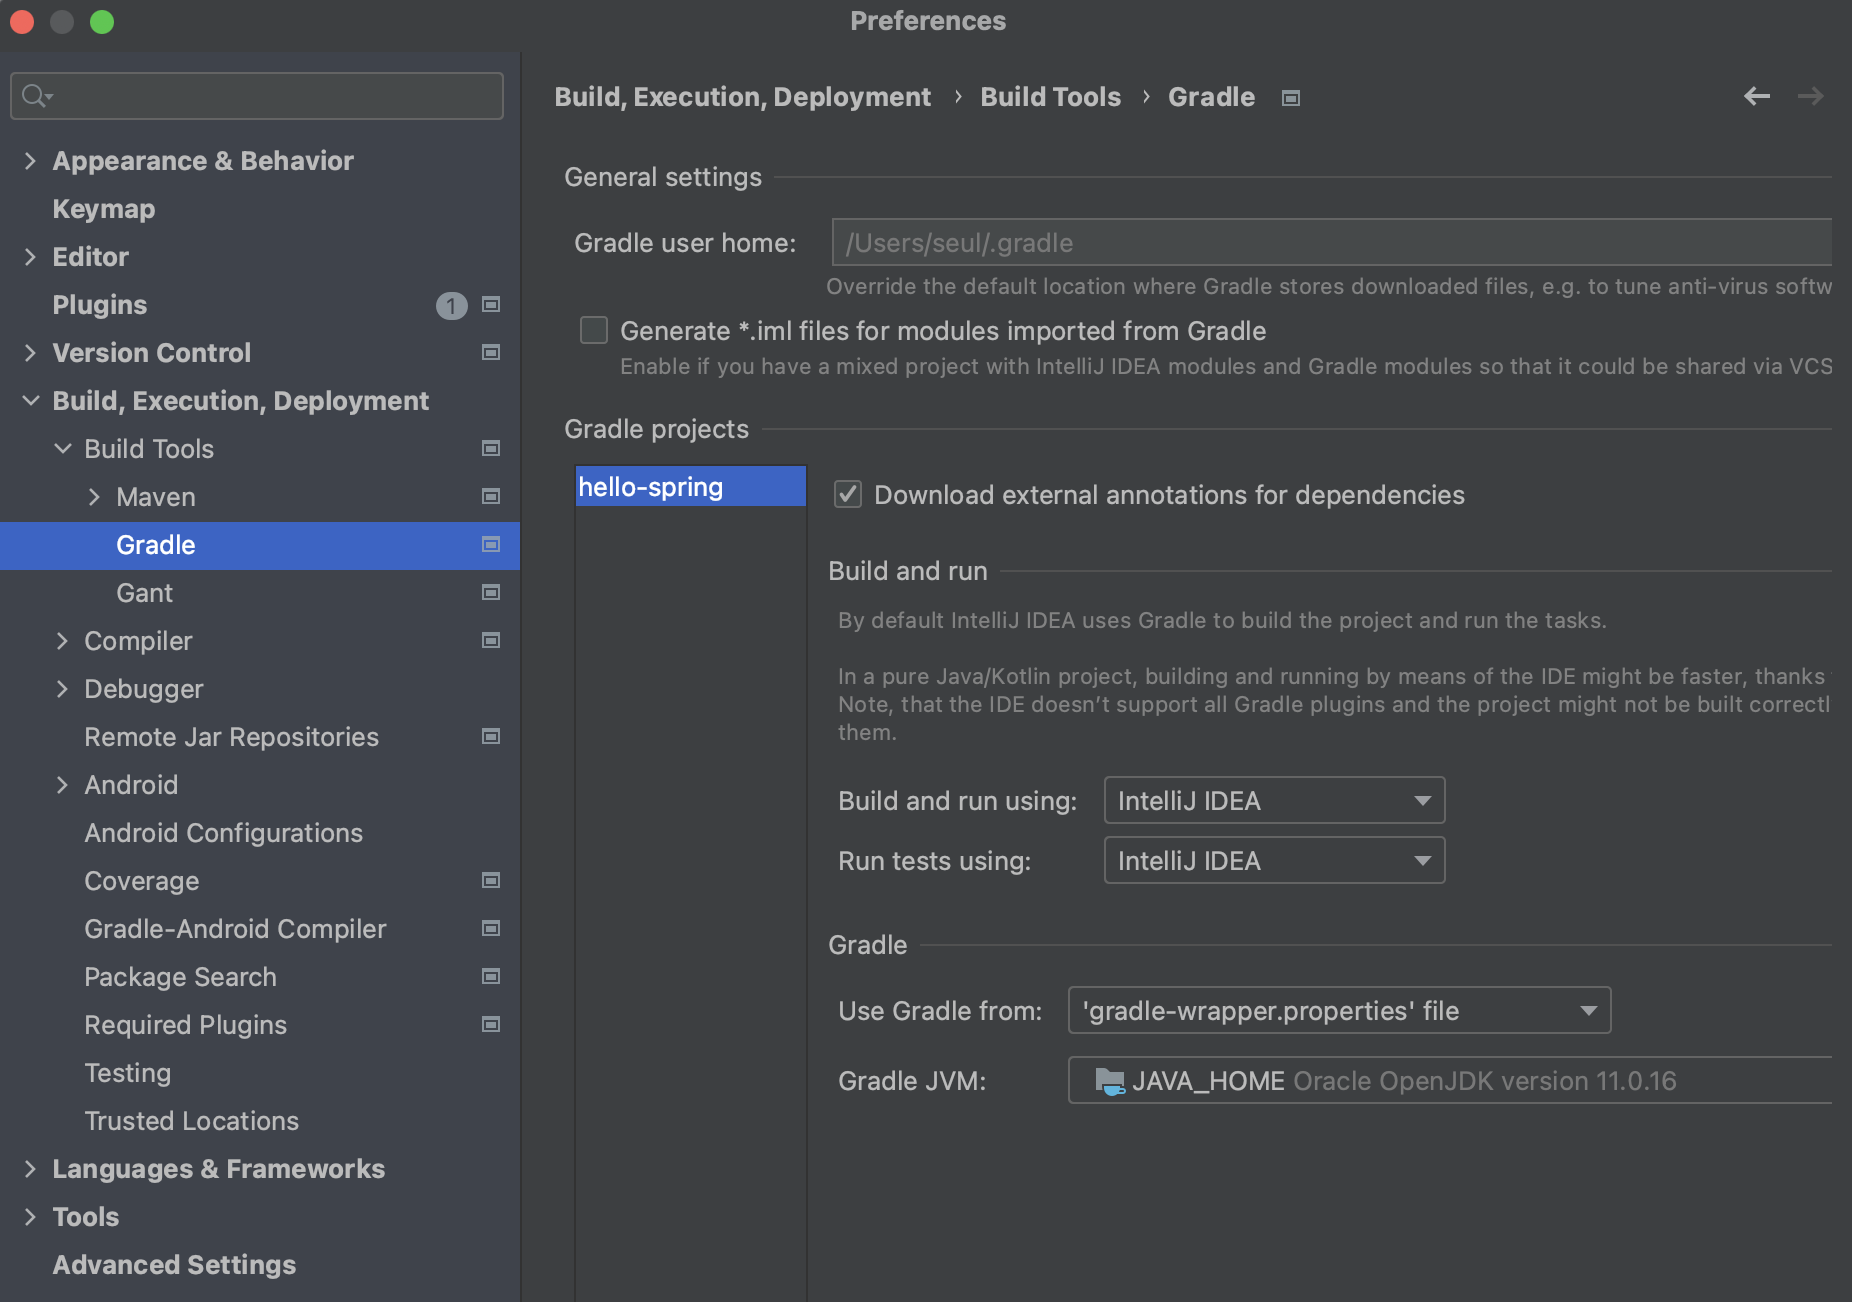 Preferences
Appearance & Behavior
Keymap
Editor
Plugins 1
Version Control
Build, Execution, Deployment
Build Tools
Maven
Gradle
Gant
Compiler
Debugger
Remote Jar Repositories
Android
Android Configurations
Coverage
Gradle-Android Compiler
Package Search
Required Plugins
Testing
Trusted Locations
Languages & Frameworks
Tools
Advanced Settings
Build, Execution, Deployment › Build Tools › Gradle
General settings
Gradle user home: /Users/seul/.gradle
Override the default location where Gradle stores downloaded files, e.g. to tune anti-virus softw
Generate *.iml files for modules imported from Gradle
Enable if you have a mixed project with IntelliJ IDEA modules and Gradle modules so that it could be shared via VCS
Gradle projects
hello-spring
Download external annotations for dependencies
Build and run
By default IntelliJ IDEA uses Gradle to build the project and run the tasks.
In a pure Java/Kotlin project, building and running by means of the IDE might be faster, thanks
Note, that the IDE doesn't support all Gradle plugins and the project might not be built correctl
them.
Build and run using: IntelliJ IDEA
Run tests using: IntelliJ IDEA
Gradle
Use Gradle from: 'gradle-wrapper.properties' file
Gradle JVM: JAVA_HOME Oracle OpenJDK version 11.0.16